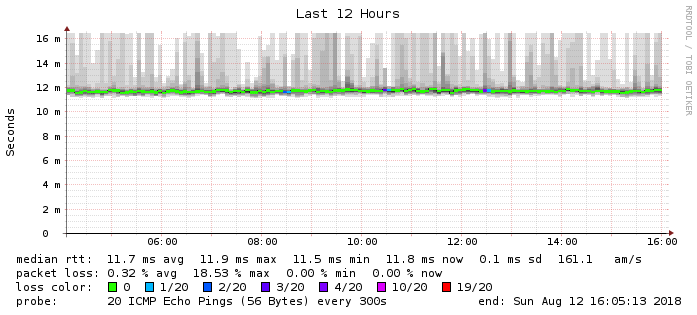 Last 12 Hours
RRDTOOL / TOBI OETIKER
Seconds
16 m
14 m
12 m
10 m
8 m
6 m
4 m
2 m
0
06:00 08:00 10:00 12:00 14:00 16:00
median rtt: 11.7 ms avg 11.9 ms max 11.5 ms min 11.8 ms now 0.1 ms sd 161.1 am/s
packet loss: 0.32 % avg 18.53 % max 0.00 % min 0.00 % now
loss color: 0 1/20 2/20 3/20 4/20 10/20 19/20
probe: 20 ICMP Echo Pings (56 Bytes) every 300s end: Sun Aug 12 16:05:13 2018